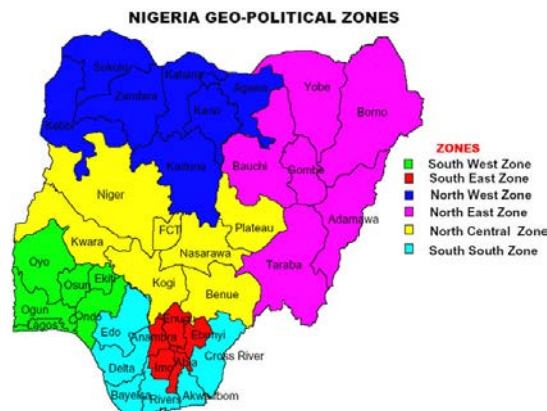 NIGERIA GEO-POLITICAL ZONES
Sokoto
Katsina
Zamfara
Kano
Jigawa
Yobe
Borno
Kebbi
Kaduna
Bauchi
Gombe
Niger
Adamawa
FCT
Plateau
Kwara
Nasarawa
Taraba
Oyo
Kogi
Benue
Osun
Ekiti
Ogun
Ondo
Lagos
Edo
Enugu
Anambra
Ebonyi
Cross River
Delta
Imo
Abia
Bayelsa
Rivers
Akwa Ibom
ZONES
South West Zone
South East Zone
North West Zone
North East Zone
North Central Zone
South South Zone